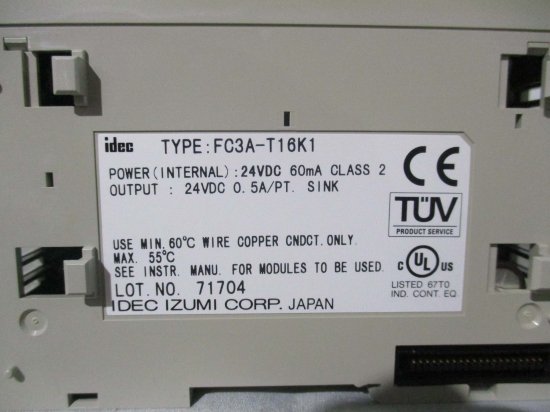 idec TYPE:FC3A-T16K1
POWER(INTERNAL):24VDC 60mA CLASS 2
OUTPUT : 24VDC 0.5A/PT. SINK
CE
TÜV
PRODUCT SERVICE
USE MIN.60℃ WIRE COPPER CNDCT.ONLY.
MAX. 55℃
SEE INSTR. MANU. FOR MODULES TO BE USED.
LOT.NO. 71704
IDEC IZUMI CORP. JAPAN
C UL US
LISTED 67T0
IND. CONT. EQ.